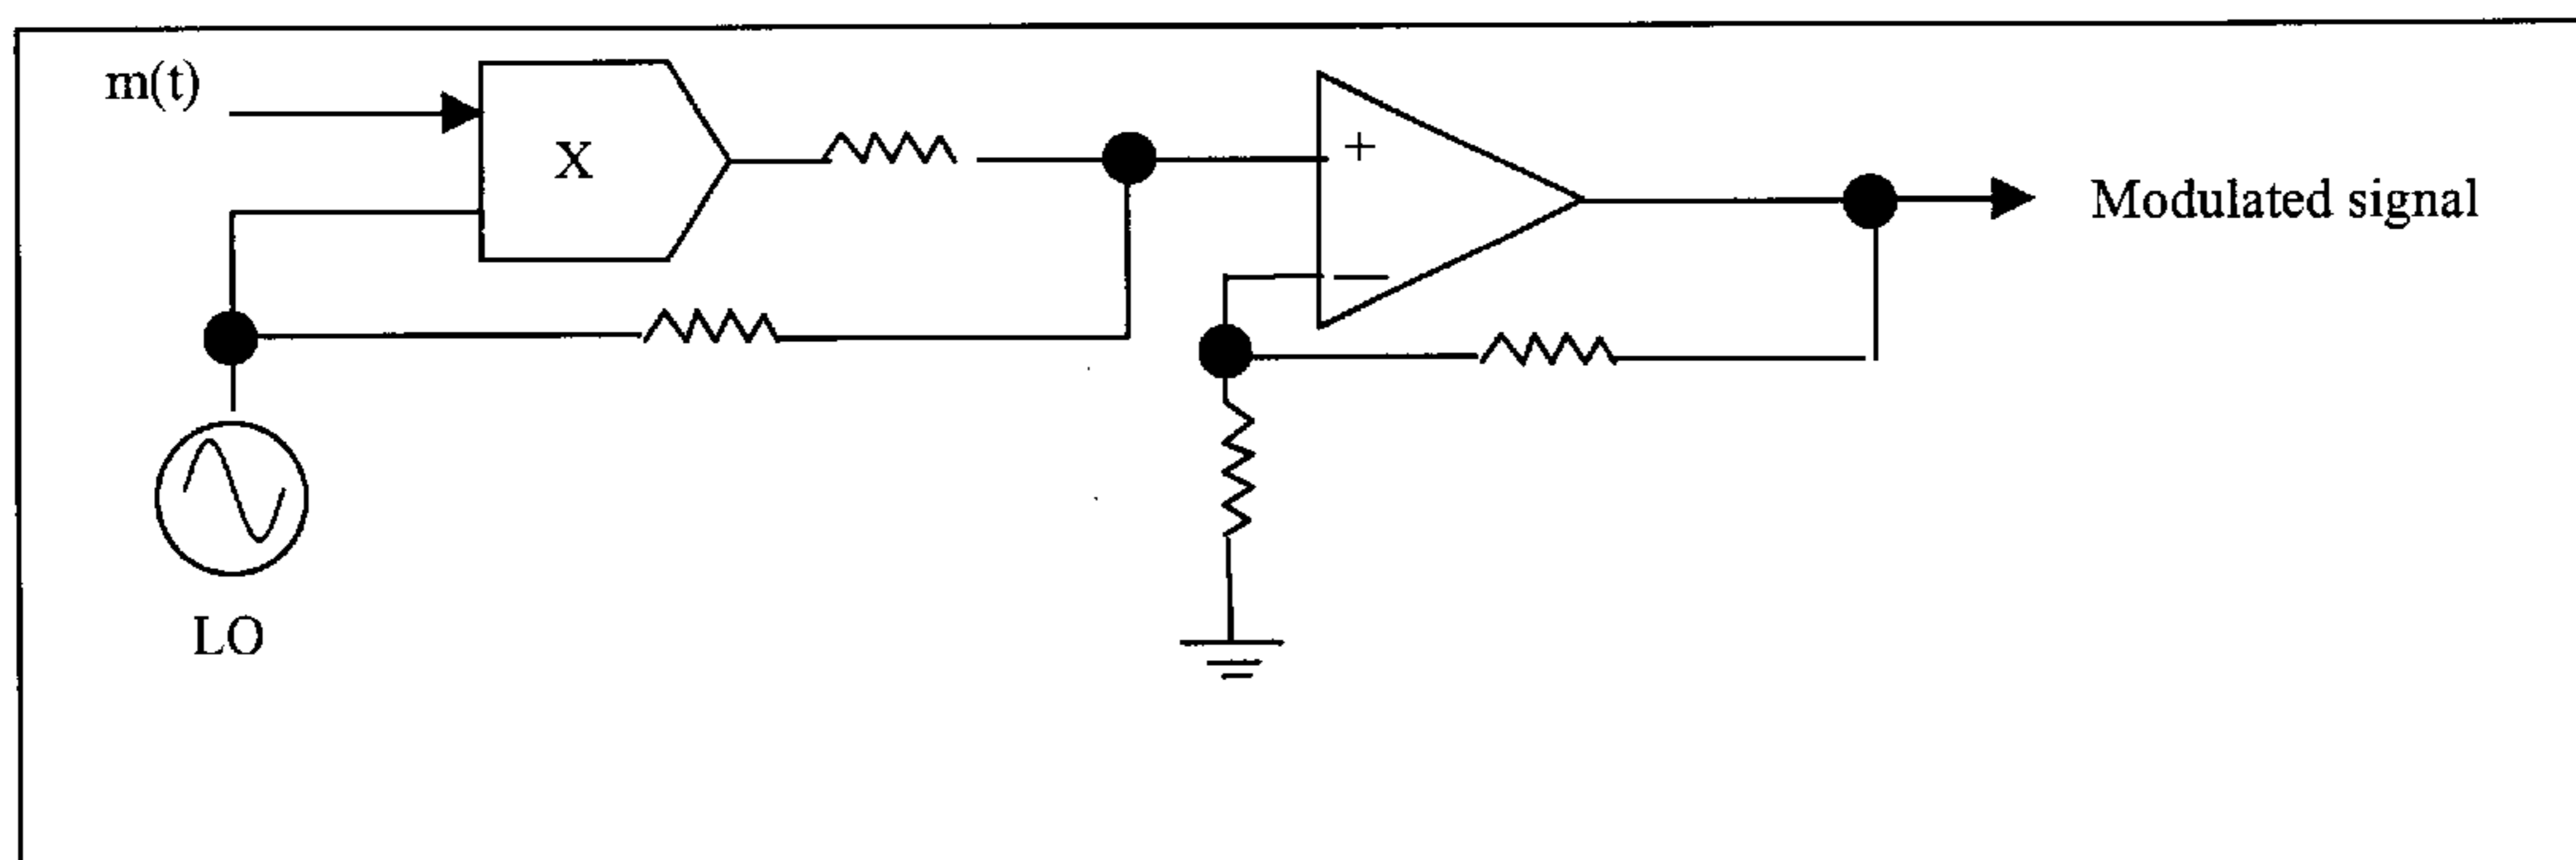 m(t)
X
+
—
Modulated signal
LO